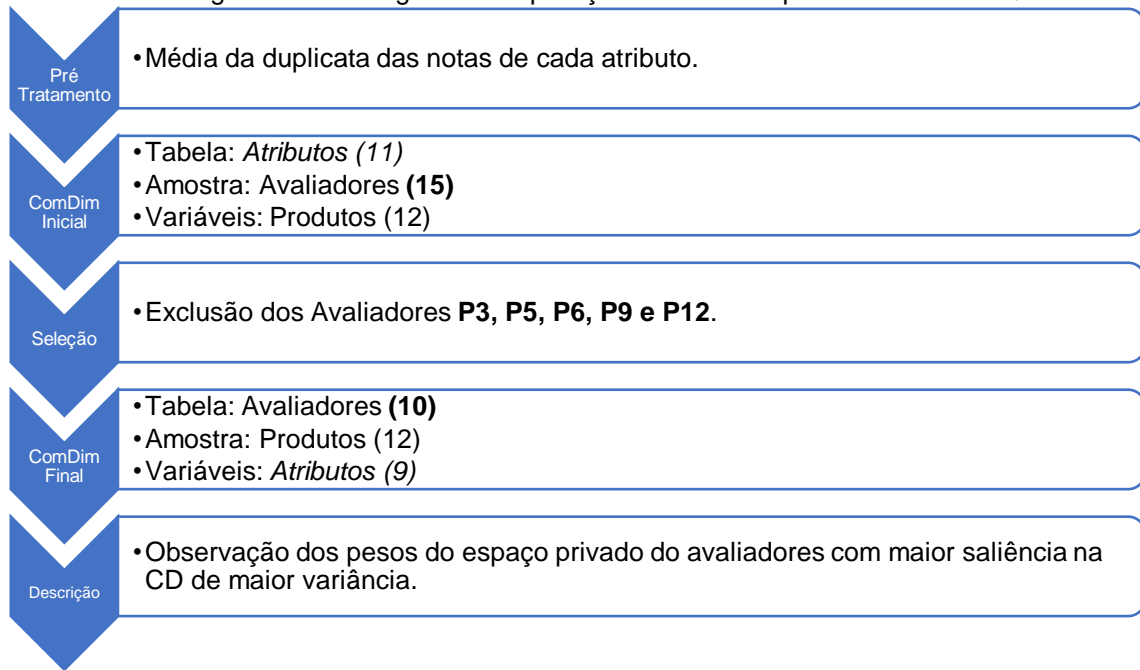 Pré
Tratamento
•Média da duplicata das notas de cada atributo.
ComDim
Inicial
•Tabela: Atributos (11)
•Amostra: Avaliadores (15)
•Variáveis: Produtos (12)
Seleção
•Exclusão dos Avaliadores P3, P5, P6, P9 e P12.
ComDim
Final
•Tabela: Avaliadores (10)
•Amostra: Produtos (12)
•Variáveis: Atributos (9)
Descrição
•Observação dos pesos do espaço privado do avaliadores com maior saliência na
CD de maior variância.